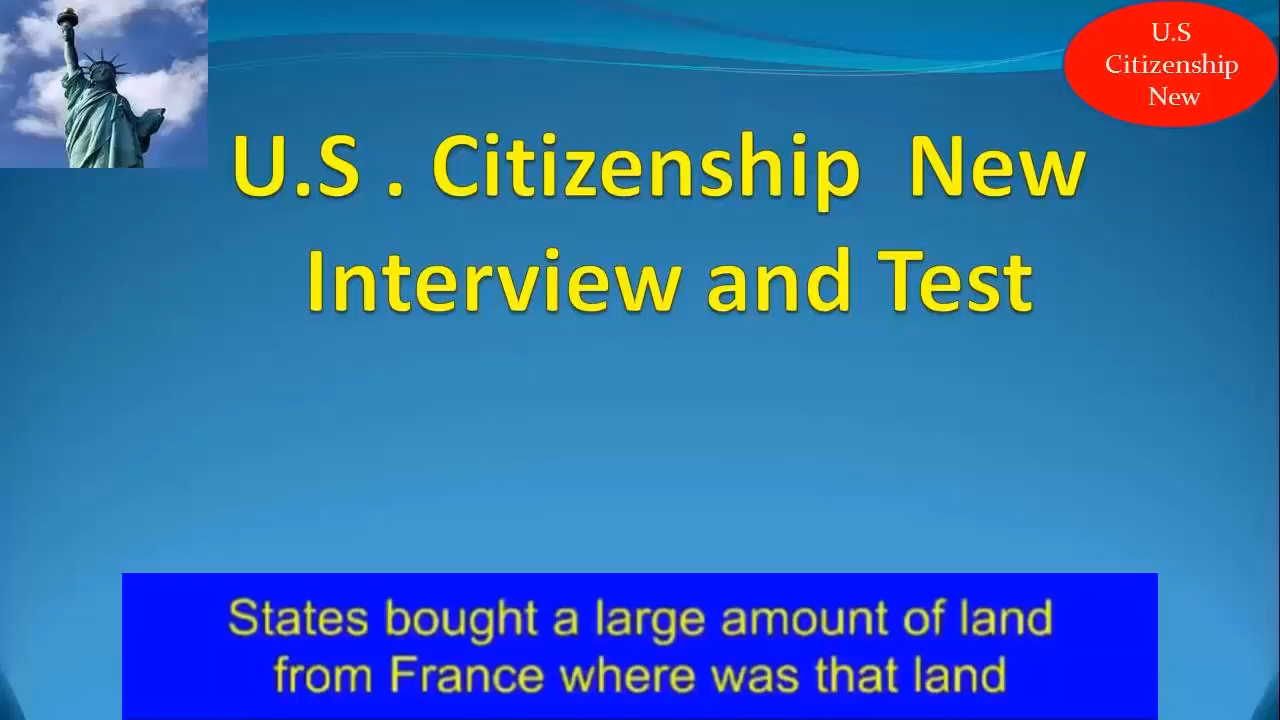 U.S
Citizenship
New
U.S . Citizenship  New
Interview and Test
States bought a large amount of land
from France where was that land